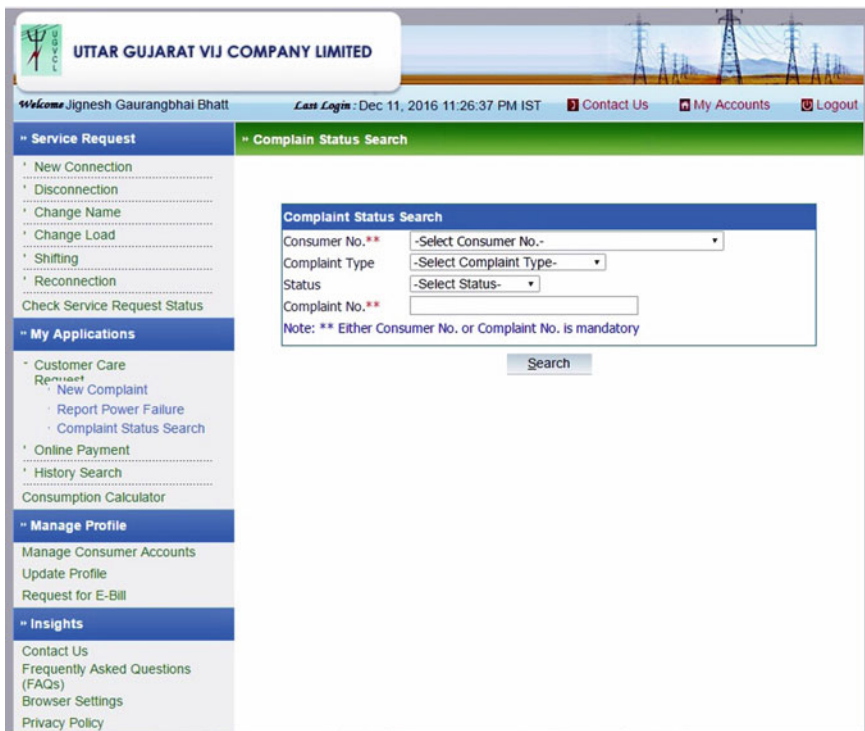 UGVCL
UTTAR GUJARAT VIJ COMPANY LIMITED
Welcome Jignesh Gaurangbhai Bhatt
Last Login : Dec 11, 2016 11:26:37 PM IST
Contact Us
My Accounts
Logout
» Service Request
New Connection
Disconnection
Change Name
Change Load
Shifting
Reconnection
Check Service Request Status
» My Applications
Customer Care
Request
New Complaint
Report Power Failure
Complaint Status Search
Online Payment
History Search
Consumption Calculator
» Manage Profile
Manage Consumer Accounts
Update Profile
Request for E-Bill
» Insights
Contact Us
Frequently Asked Questions
(FAQs)
Browser Settings
Privacy Policy
» Complain Status Search
Complaint Status Search
Consumer No.** -Select Consumer No.-
Complaint Type -Select Complaint Type-
Status -Select Status-
Complaint No.**
Note: ** Either Consumer No. or Complaint No. is mandatory
Search